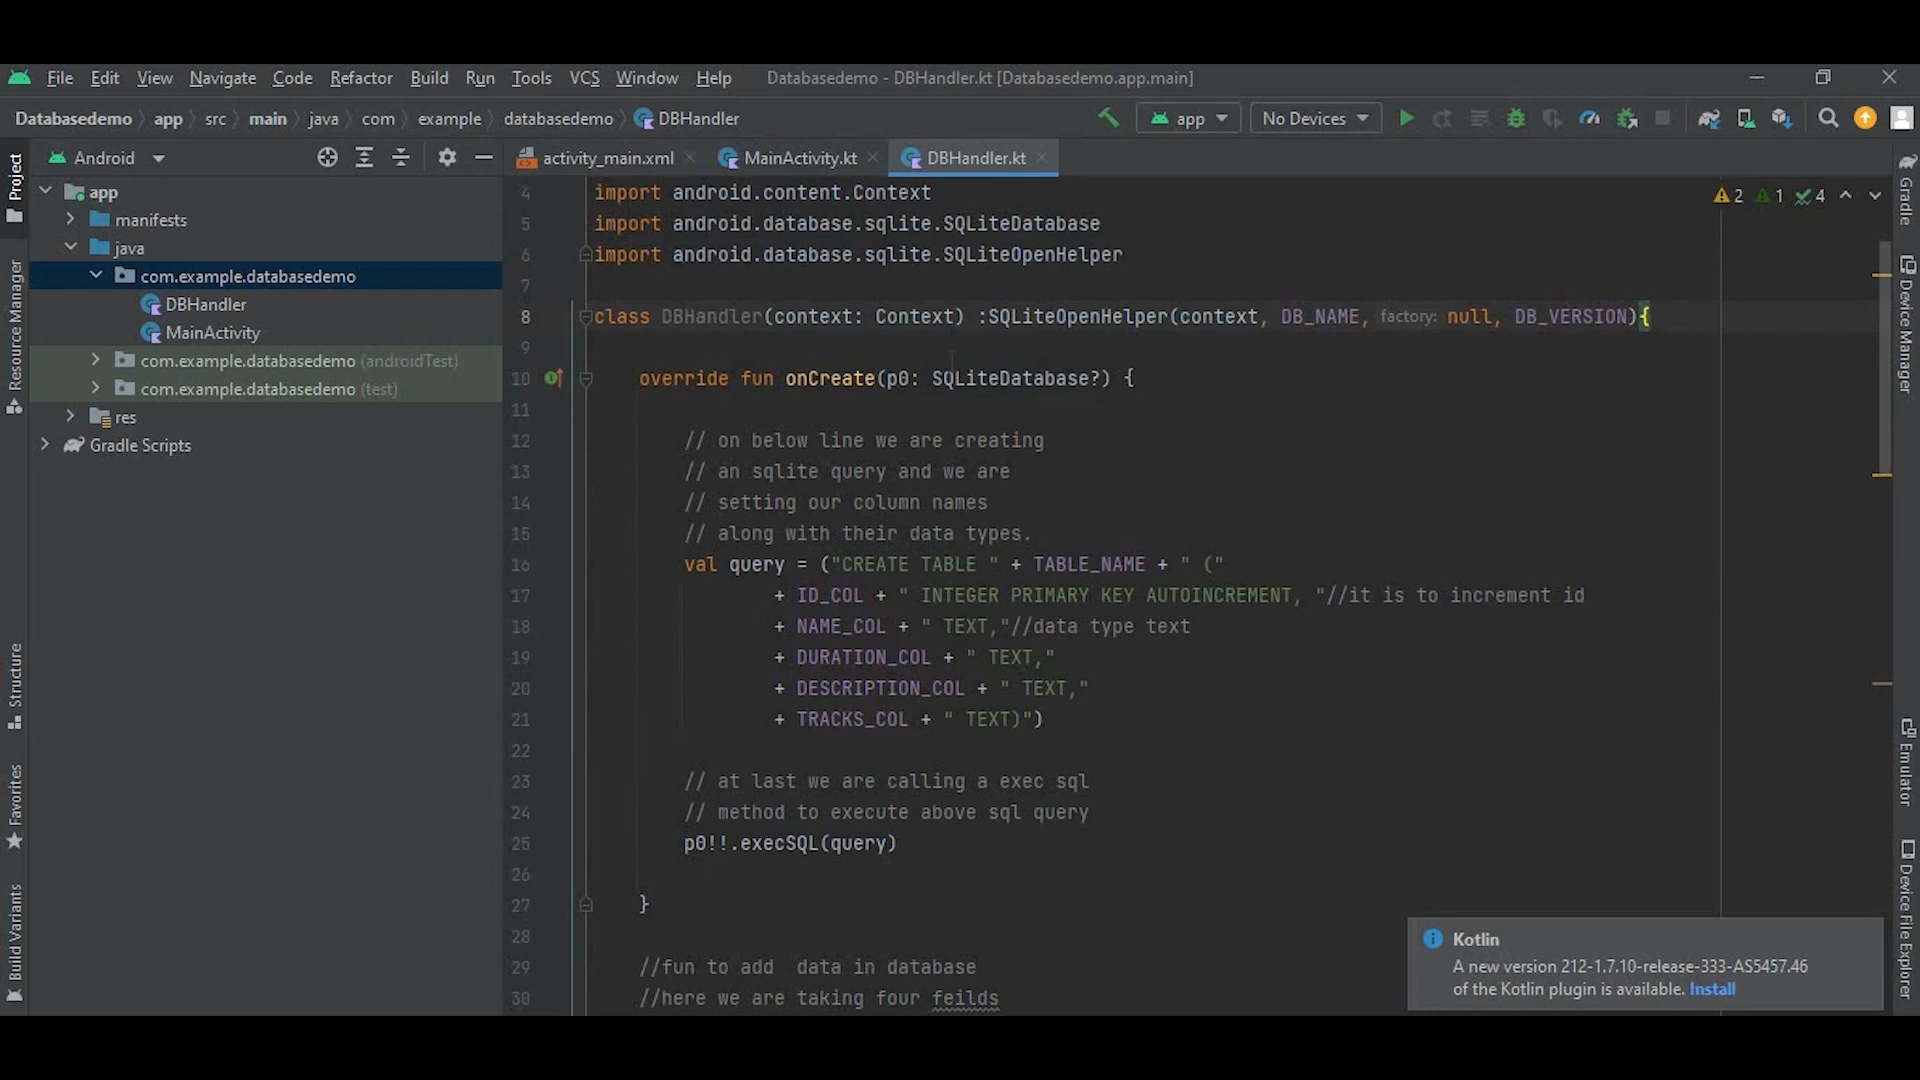 File Edit View Navigate Code Refactor Build Run Tools VCS Window Help Databasedemo - DBHandler.kt [Databasedemo.app.main]
Databasedemo app src main java com example databasedemo DBHandler app No Devices
Android activity_main.xml MainActivity.kt DBHandler.kt
Project
Resource Manager
Structure
Favorites
Build Variants
app
manifests
java
com.example.databasedemo
DBHandler
MainActivity
com.example.databasedemo (androidTest)
com.example.databasedemo (test)
res
Gradle Scripts
2 1 4
4 import android.content.Context
5 import android.database.sqlite.SQLiteDatabase
6 import android.database.sqlite.SQLiteOpenHelper
7
8 class DBHandler(context: Context) :SQLiteOpenHelper(context, DB_NAME, factory: null, DB_VERSION){
9
10 override fun onCreate(p0: SQLiteDatabase?) {
11
12 // on below line we are creating
13 // an sqlite query and we are
14 // setting our column names
15 // along with their data types.
16 val query = ("CREATE TABLE " + TABLE_NAME + " ("
17 + ID_COL + " INTEGER PRIMARY KEY AUTOINCREMENT, "//it is to increment id
18 + NAME_COL + " TEXT,"//data type text
19 + DURATION_COL + " TEXT,"
20 + DESCRIPTION_COL + " TEXT,"
21 + TRACKS_COL + " TEXT)")
22
23 // at last we are calling a exec sql
24 // method to execute above sql query
25 p0!!.execSQL(query)
26
27 }
28
29 //fun to add  data in database
30 //here we are taking four feilds
Kotlin
A new version 212-1.7.10-release-333-AS5457.46
of the Kotlin plugin is available. Install
Gradle
Device Manager
Emulator
Device File Explorer